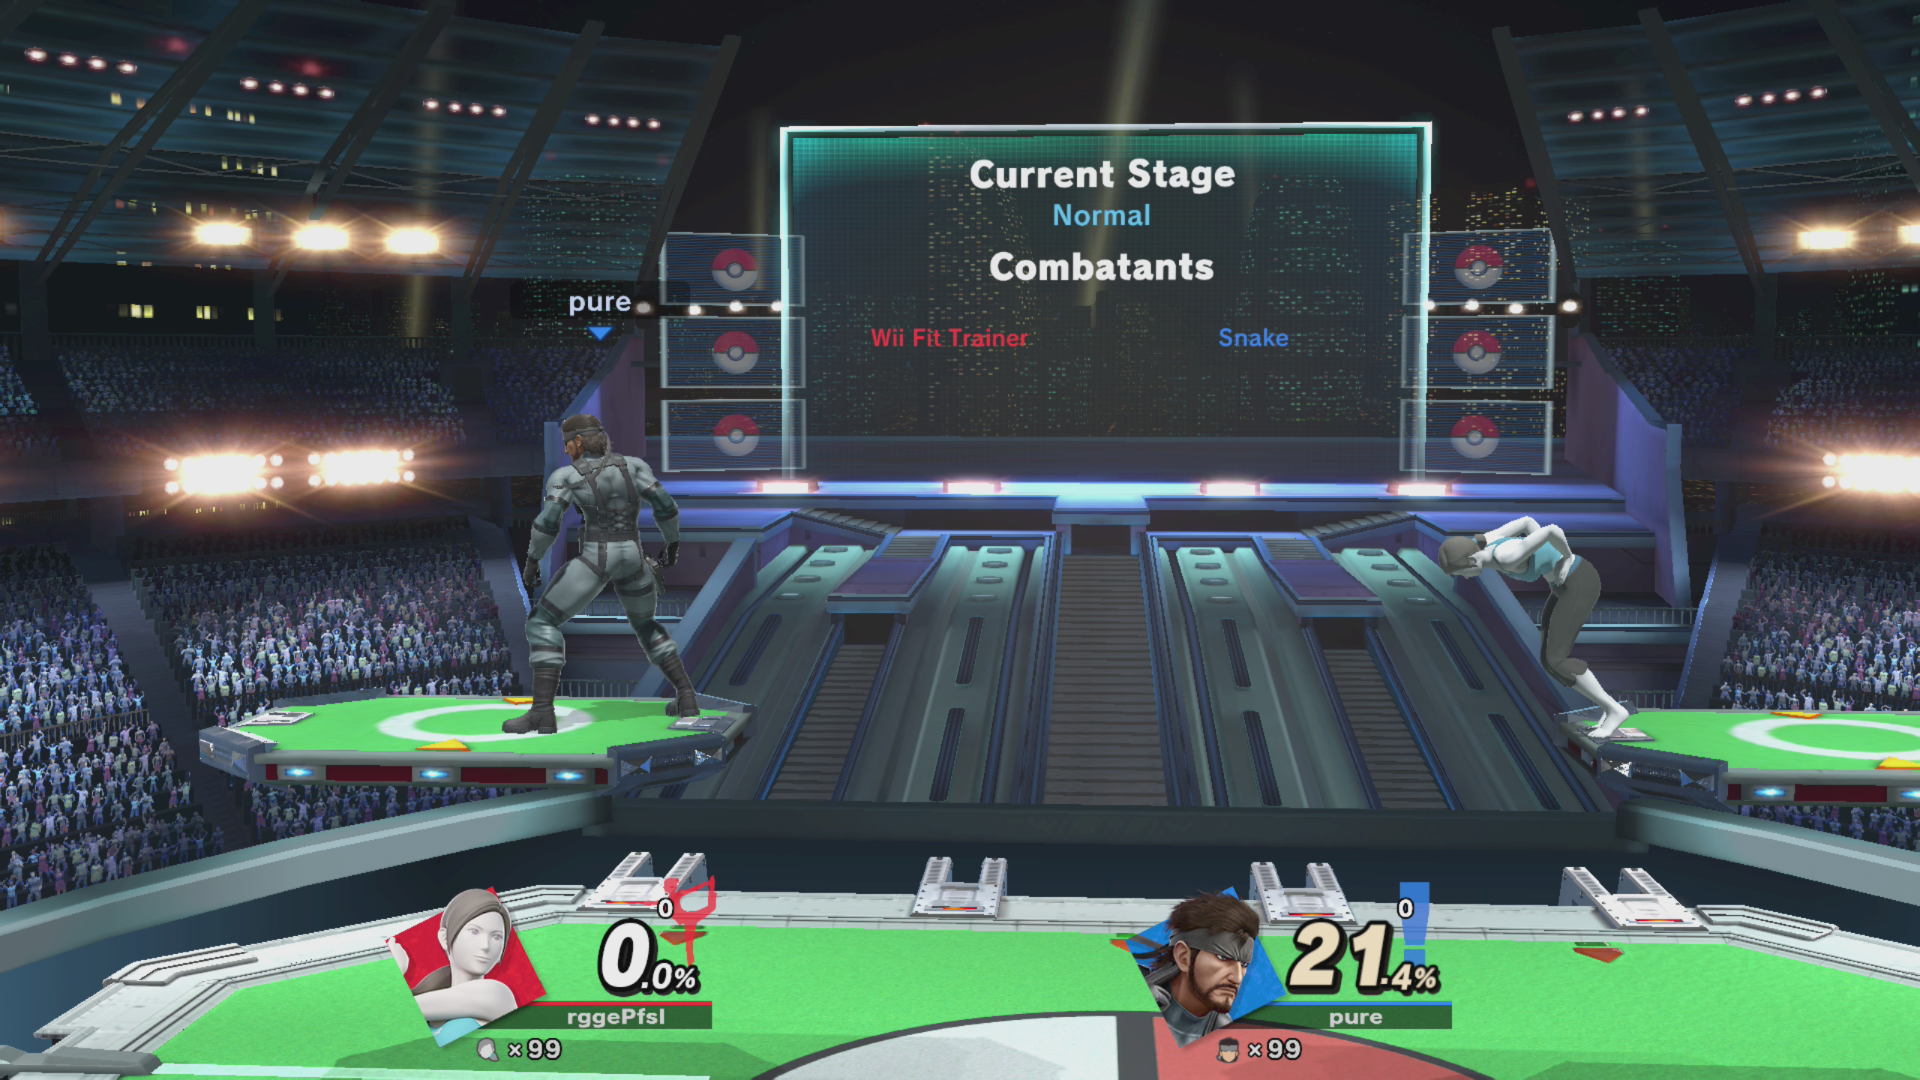 Current Stage
Normal
Combatants
Wii Fit Trainer
Snake
pure
0
0.0%
rggePfsl
×99
0
21.4%
pure
×99